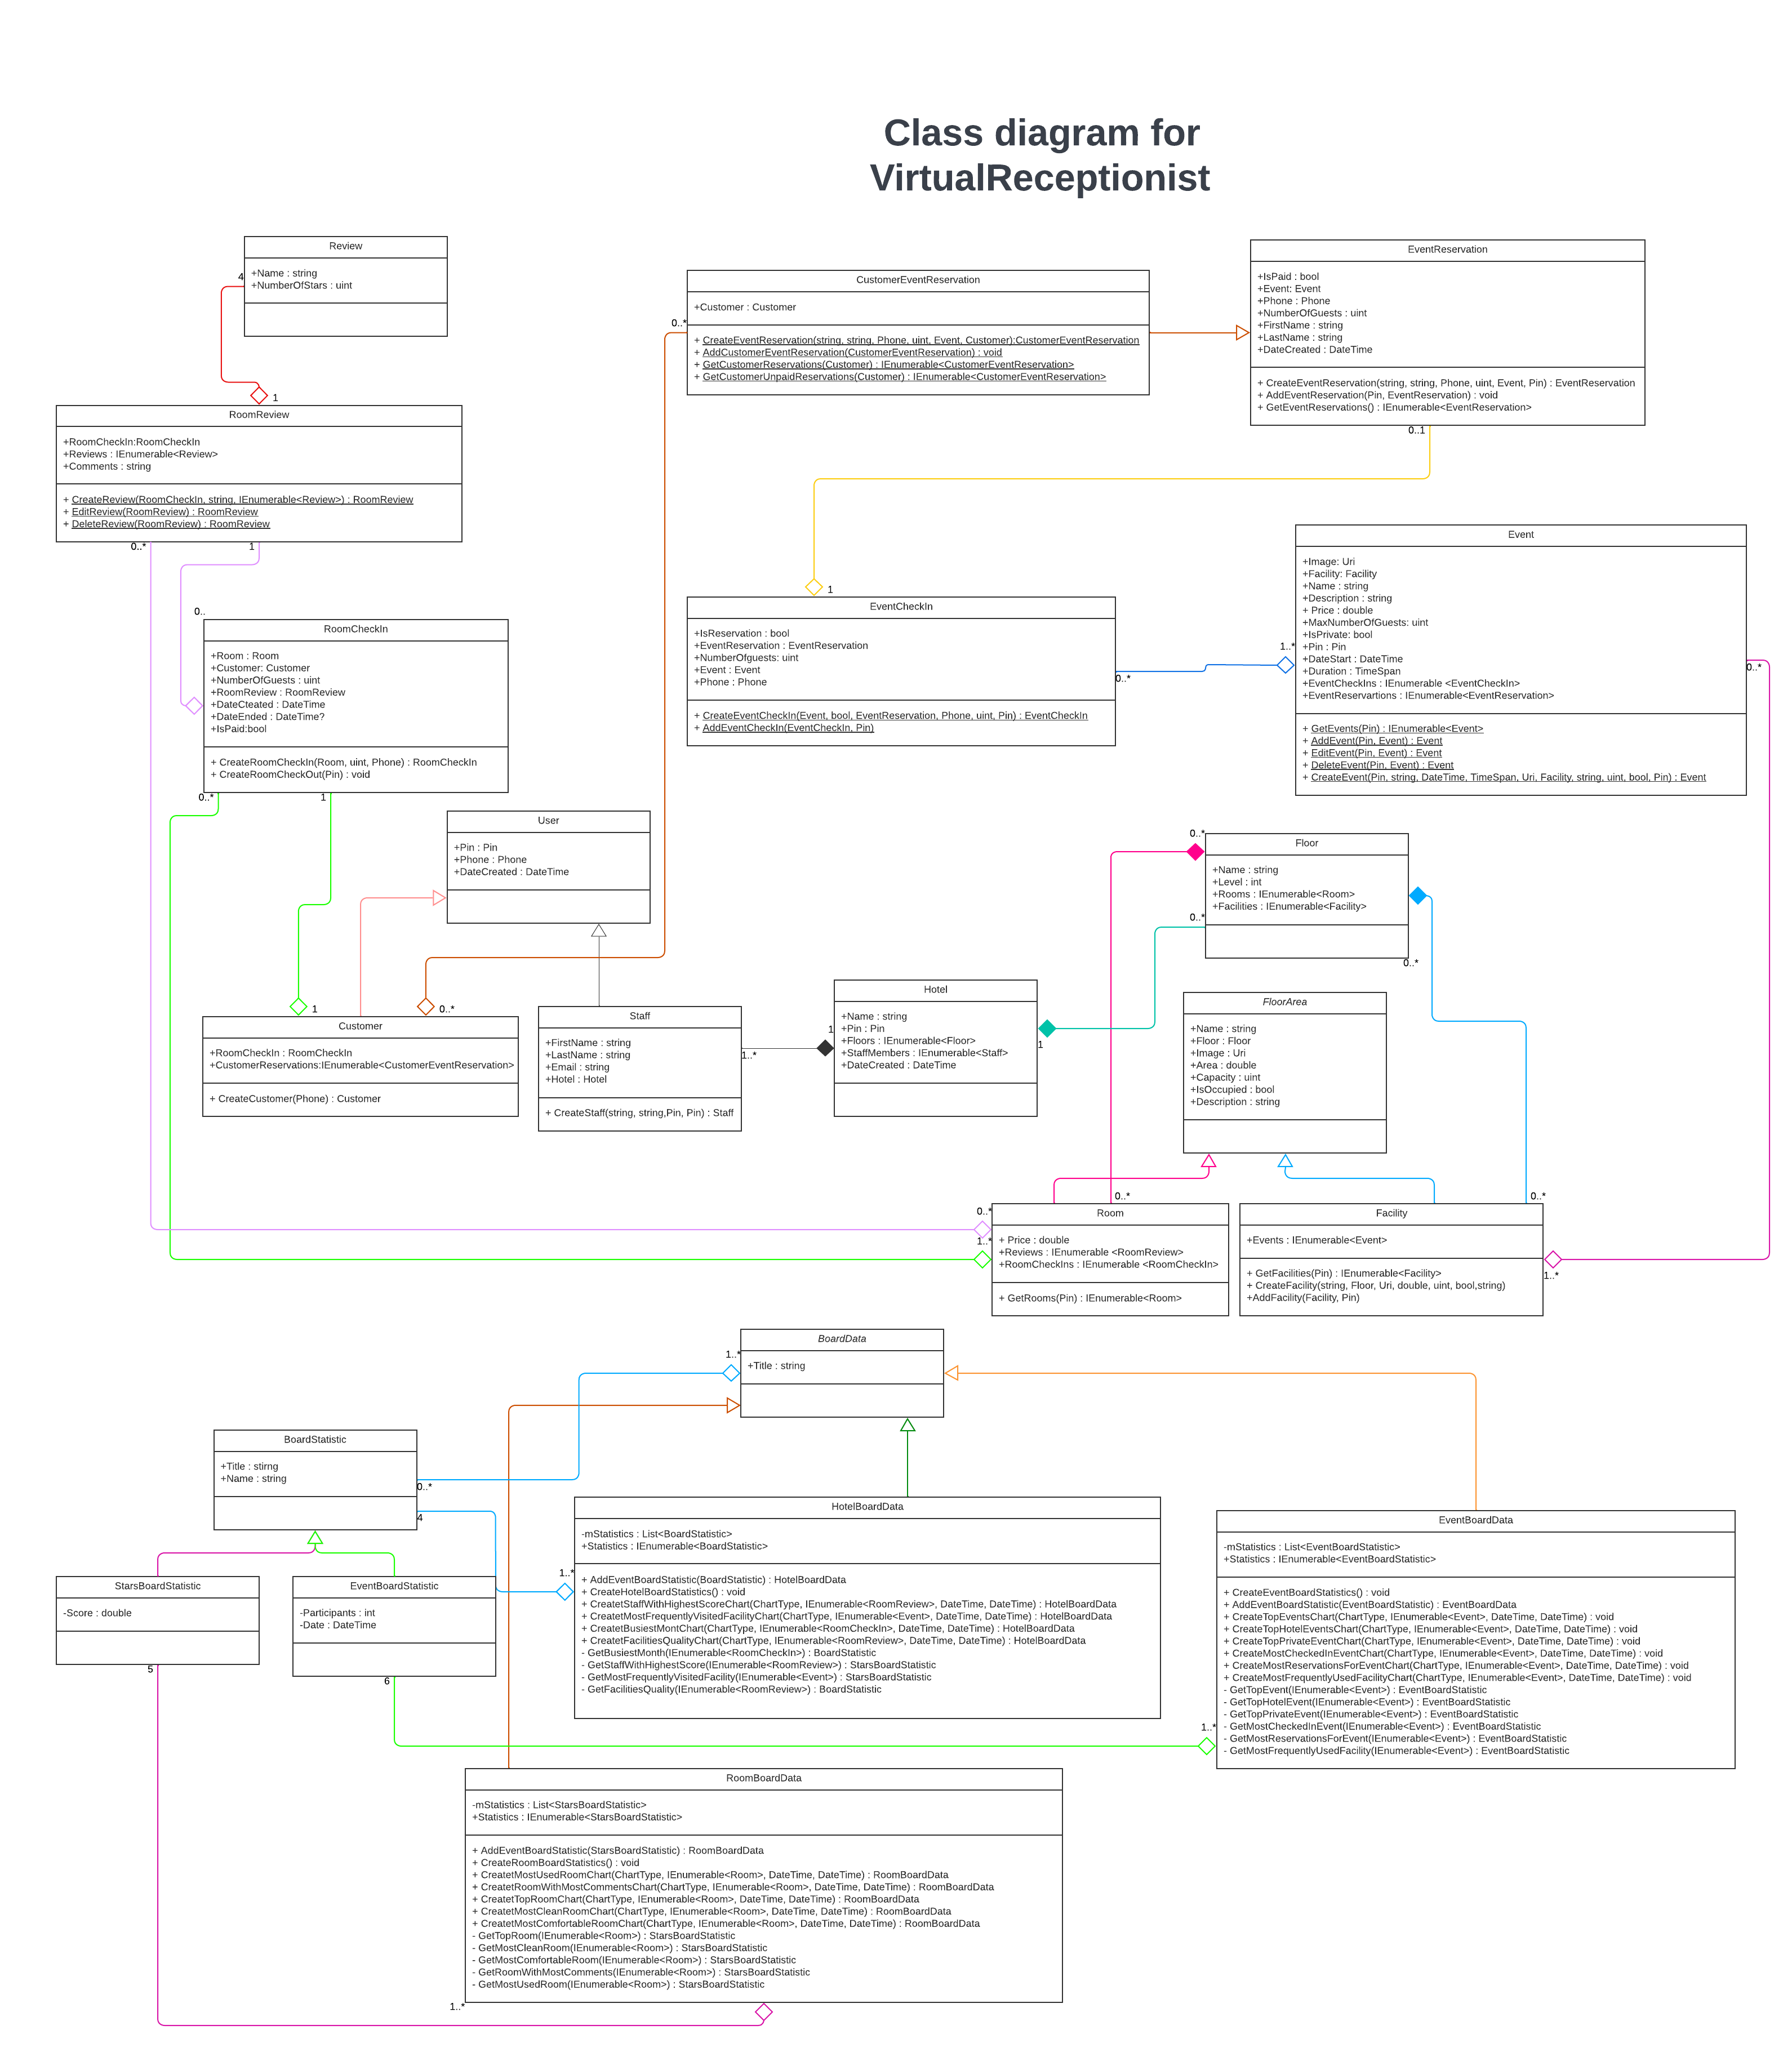 Class diagram for
VirtualReceptionist
Review
+Name : string
+NumberOfStars : uint
4
1
RoomReview
+RoomCheckIn:RoomCheckIn
+Reviews : IEnumerable<Review>
+Comments : string
+ CreateReview(RoomCheckIn, string, IEnumerable<Review>) : RoomReview
+ EditReview(RoomReview) : RoomReview
+ DeleteReview(RoomReview) : RoomReview
0..*
1
CustomerEventReservation
+Customer : Customer
+ CreateEventReservation(string, string, Phone, uint, Event, Customer):CustomerEventReservation
+ AddCustomerEventReservation(CustomerEventReservation) : void
+ GetCustomerReservations(Customer) : IEnumerable<CustomerEventReservation>
+ GetCustomerUnpaidReservations(Customer) : IEnumerable<CustomerEventReservation>
0..*
EventReservation
+IsPaid : bool
+Event: Event
+Phone : Phone
+NumberOfGuests : uint
+FirstName : string
+LastName : string
+DateCreated : DateTime
+ CreateEventReservation(string, string, Phone, uint, Event, Pin) : EventReservation
+ AddEventReservation(Pin, EventReservation) : void
+ GetEventReservations() : IEnumerable<EventReservation>
0..1
0..
RoomCheckIn
+Room : Room
+Customer: Customer
+NumberOfGuests : uint
+RoomReview : RoomReview
+DateCteated : DateTime
+DateEnded : DateTime?
+IsPaid:bool
+ CreateRoomCheckIn(Room, uint, Phone) : RoomCheckIn
+ CreateRoomCheckOut(Pin) : void
0..*
1
1
EventCheckIn
+IsReservation : bool
+EventReservation : EventReservation
+NumberOfguests: uint
+Event : Event
+Phone : Phone
+ CreateEventCheckIn(Event, bool, EventReservation, Phone, uint, Pin) : EventCheckIn
+ AddEventCheckIn(EventCheckIn, Pin)
0..*
1..*
Event
+Image: Uri
+Facility: Facility
+Name : string
+Description : string
+ Price : double
+MaxNumberOfGuests: uint
+IsPrivate: bool
+Pin : Pin
+DateStart : DateTime
+Duration : TimeSpan
+EventCheckIns : IEnumerable <EventCheckIn>
+EventReservartions : IEnumerable<EventReservation>
+ GetEvents(Pin) : IEnumerable<Event>
+ AddEvent(Pin, Event) : Event
+ EditEvent(Pin, Event) : Event
+ DeleteEvent(Pin, Event) : Event
+ CreateEvent(Pin, string, DateTime, TimeSpan, Uri, Facility, string, uint, bool, Pin) : Event
0..*
User
+Pin : Pin
+Phone : Phone
+DateCreated : DateTime
0..*
Floor
+Name : string
+Level : int
+Rooms : IEnumerable<Room>
+Facilities : IEnumerable<Facility>
0..*
0..*
1
0..*
Customer
+RoomCheckIn : RoomCheckIn
+CustomerReservations:IEnumerable<CustomerEventReservation>
+ CreateCustomer(Phone) : Customer
Staff
+FirstName : string
+LastName : string
+Email : string
+Hotel : Hotel
+ CreateStaff(string, string,Pin, Pin) : Staff
1..*
1
Hotel
+Name : string
+Pin : Pin
+Floors : IEnumerable<Floor>
+StaffMembers : IEnumerable<Staff>
+DateCreated : DateTime
1
FloorArea
+Name : string
+Floor : Floor
+Image : Uri
+Area : double
+Capacity : uint
+IsOccupied : bool
+Description : string
0..*
0..*
1..*
Room
+ Price : double
+Reviews : IEnumerable <RoomReview>
+RoomCheckIns : IEnumerable <RoomCheckIn>
+ GetRooms(Pin) : IEnumerable<Room>
0..*
Facility
+Events : IEnumerable<Event>
+ GetFacilities(Pin) : IEnumerable<Facility>
+ CreateFacility(string, Floor, Uri, double, uint, bool,string)
+AddFacility(Facility, Pin)
1..*
BoardData
+Title : string
1..*
BoardStatistic
+Title : stirng
+Name : string
0..*
4
StarsBoardStatistic
-Score : double
5
EventBoardStatistic
-Participants : int
-Date : DateTime
6
1..*
HotelBoardData
-mStatistics : List<BoardStatistic>
+Statistics : IEnumerable<BoardStatistic>
+ AddEventBoardStatistic(BoardStatistic) : HotelBoardData
+ CreateHotelBoardStatistics() : void
+ CreatetStaffWithHighestScoreChart(ChartType, IEnumerable<RoomReview>, DateTime, DateTime) : HotelBoardData
+ CreatetMostFrequentlyVisitedFacilityChart(ChartType, IEnumerable<Event>, DateTime, DateTime) : HotelBoardData
+ CreatetBusiestMontChart(ChartType, IEnumerable<RoomCheckIn>, DateTime, DateTime) : HotelBoardData
+ CreatetFacilitiesQualityChart(ChartType, IEnumerable<RoomReview>, DateTime, DateTime) : HotelBoardData
- GetBusiestMonth(IEnumerable<RoomCheckIn>) : BoardStatistic
- GetStaffWithHighestScore(IEnumerable<RoomReview>) : StarsBoardStatistic
- GetMostFrequentlyVisitedFacility(IEnumerable<Event>) : StarsBoardStatistic
- GetFacilitiesQuality(IEnumerable<RoomReview>) : BoardStatistic
EventBoardData
-mStatistics : List<EventBoardStatistic>
+Statistics : IEnumerable<EventBoardStatistic>
+ CreateEventBoardStatistics() : void
+ AddEventBoardStatistic(EventBoardStatistic) : EventBoardData
+ CreateTopEventsChart(ChartType, IEnumerable<Event>, DateTime, DateTime) : void
+ CreateTopHotelEventsChart(ChartType, IEnumerable<Event>, DateTime, DateTime) : void
+ CreateTopPrivateEventChart(ChartType, IEnumerable<Event>, DateTime, DateTime) : void
+ CreateMostCheckedInEventChart(ChartType, IEnumerable<Event>, DateTime, DateTime) : void
+ CreateMostReservationsForEventChart(ChartType, IEnumerable<Event>, DateTime, DateTime) : void
+ CreateMostFrequentlyUsedFacilityChart(ChartType, IEnumerable<Event>, DateTime, DateTime) : void
- GetTopEvent(IEnumerable<Event>) : EventBoardStatistic
- GetTopHotelEvent(IEnumerable<Event>) : EventBoardStatistic
- GetTopPrivateEvent(IEnumerable<Event>) : EventBoardStatistic
- GetMostCheckedInEvent(IEnumerable<Event>) : EventBoardStatistic
- GetMostReservationsForEvent(IEnumerable<Event>) : EventBoardStatistic
- GetMostFrequentlyUsedFacility(IEnumerable<Event>) : EventBoardStatistic
1..*
RoomBoardData
-mStatistics : List<StarsBoardStatistic>
+Statistics : IEnumerable<StarsBoardStatistic>
+ AddEventBoardStatistic(StarsBoardStatistic) : RoomBoardData
+ CreateRoomBoardStatistics() : void
+ CreatetMostUsedRoomChart(ChartType, IEnumerable<Room>, DateTime, DateTime) : RoomBoardData
+ CreatetRoomWithMostCommentsChart(ChartType, IEnumerable<Room>, DateTime, DateTime) : RoomBoardData
+ CreatetTopRoomChart(ChartType, IEnumerable<Room>, DateTime, DateTime) : RoomBoardData
+ CreatetMostCleanRoomChart(ChartType, IEnumerable<Room>, DateTime, DateTime) : RoomBoardData
+ CreatetMostComfortableRoomChart(ChartType, IEnumerable<Room>, DateTime, DateTime) : RoomBoardData
- GetTopRoom(IEnumerable<Room>) : StarsBoardStatistic
- GetMostCleanRoom(IEnumerable<Room>) : StarsBoardStatistic
- GetMostComfortableRoom(IEnumerable<Room>) : StarsBoardStatistic
- GetRoomWithMostComments(IEnumerable<Room>) : StarsBoardStatistic
- GetMostUsedRoom(IEnumerable<Room>) : StarsBoardStatistic
1..*